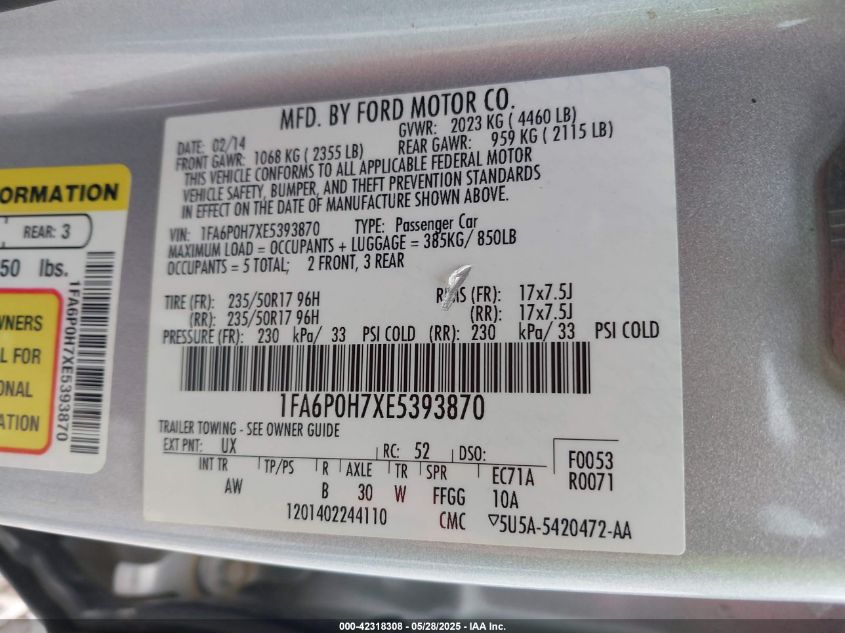 MFD. BY FORD MOTOR CO.
DATE: 02/14 GVWR: 2023 KG ( 4460 LB)
FRONT GAWR: 1068 KG ( 2355 LB) REAR GAWR: 959 KG ( 2115 LB)
THIS VEHICLE CONFORMS TO ALL APPLICABLE FEDERAL MOTOR
VEHICLE SAFETY, BUMPER, AND THEFT PREVENTION STANDARDS
IN EFFECT ON THE DATE OF MANUFACTURE SHOWN ABOVE.
VIN: 1FA6P0H7XE5393870 TYPE: Passenger Car
MAXIMUM LOAD = OCCUPANTS + LUGGAGE = 385KG/ 850LB
OCCUPANTS = 5 TOTAL; 2 FRONT, 3 REAR
TIRE (FR): 235/50R17 96H RIMS (FR): 17x7.5J
(RR): 235/50R17 96H (RR): 17x7.5J
PRESSURE (FR): 230 kPa/ 33 PSI COLD (RR): 230 kPa/ 33 PSI COLD
1FA6P0H7XE5393870
TRAILER TOWING - SEE OWNER GUIDE
EXT PNT: UX RC: 52 DSO: F0053
INT TR TP/PS R AXLE TR SPR EC71A R0071
AW B 30 W FFGG 10A
1201402244110 CMC ▽5U5A-5420472-AA
ORMATION
REAR: 3
50 lbs.
WNERS
L FOR
ONAL
ATION
1FA6P0H7XE5393870
000-42318308 - 05/28/2025 - IAA Inc.